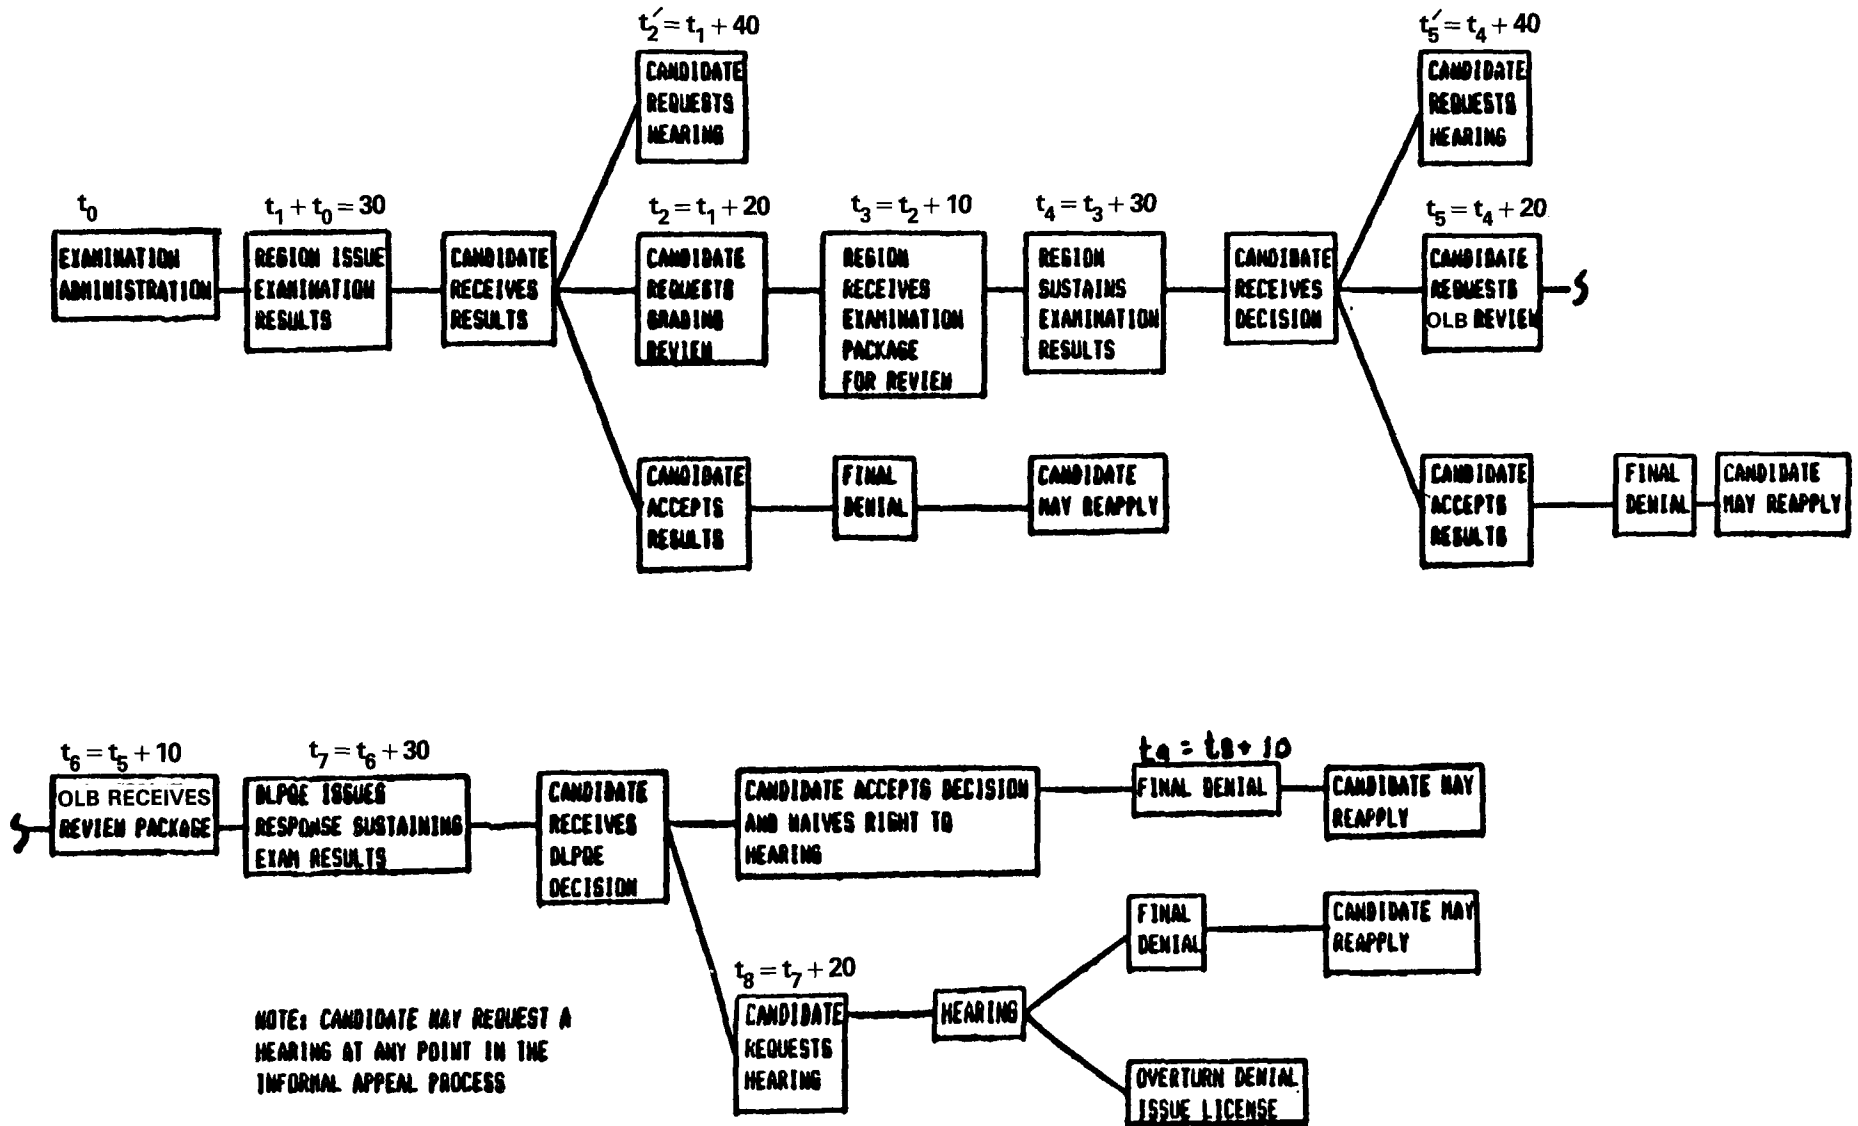 t2′ = t1 + 40
CANDIDATE
REQUESTS
HEARING
t5′ = t4 + 40
CANDIDATE
REQUESTS
HEARING
t0
EXAMINATION
ADMINISTRATION
t1 + t0 = 30
REGION ISSUE
EXAMINATION
RESULTS
CANDIDATE
RECEIVES
RESULTS
t2 = t1 + 20
CANDIDATE
REQUESTS
GRADING
REVIEW
t3 = t2 + 10
REGION
RECEIVES
EXAMINATION
PACKAGE
FOR REVIEW
t4 = t3 + 30
REGION
SUSTAINS
EXAMINATION
RESULTS
CANDIDATE
RECEIVES
DECISION
t5 = t4 + 20
CANDIDATE
REQUESTS
OLB REVIEW
CANDIDATE
ACCEPTS
RESULTS
FINAL
DENIAL
CANDIDATE
MAY REAPPLY
CANDIDATE
ACCEPTS
RESULTS
FINAL
DENIAL
CANDIDATE
MAY REAPPLY
t6 = t5 + 10
OLB RECEIVES
REVIEW PACKAGE
t7 = t6 + 30
DLPQE ISSUES
RESPONSE SUSTAINING
EXAM RESULTS
CANDIDATE
RECEIVES
DLPQE
DECISION
CANDIDATE ACCEPTS DECISION
AND WAIVES RIGHT TO
HEARING
t9 = t8 + 10
FINAL DENIAL
CANDIDATE MAY
REAPPLY
t8 = t7 + 20
CANDIDATE
REQUESTS
HEARING
HEARING
FINAL
DENIAL
CANDIDATE MAY
REAPPLY
OVERTURN DENIAL
ISSUE LICENSE
NOTE: CANDIDATE MAY REQUEST A
HEARING AT ANY POINT IN THE
INFORMAL APPEAL PROCESS